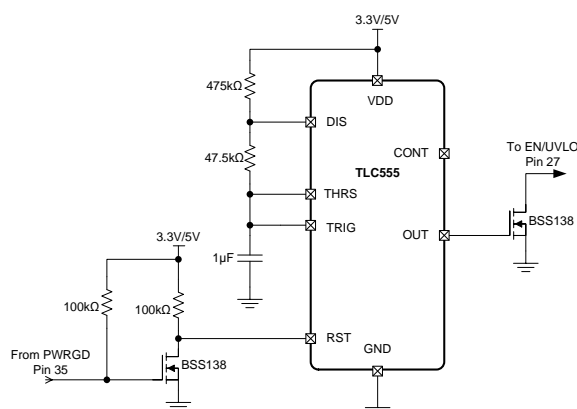 3.3V/5V
475kΩ
VDD
DIS
To EN/UVLO
Pin 27
47.5kΩ
CONT
TLC555
THRS
BSS138
TRIG
OUT
3.3V/5V
1µF
100kΩ
100kΩ
RST
GND
From PWRGD
Pin 35
BSS138